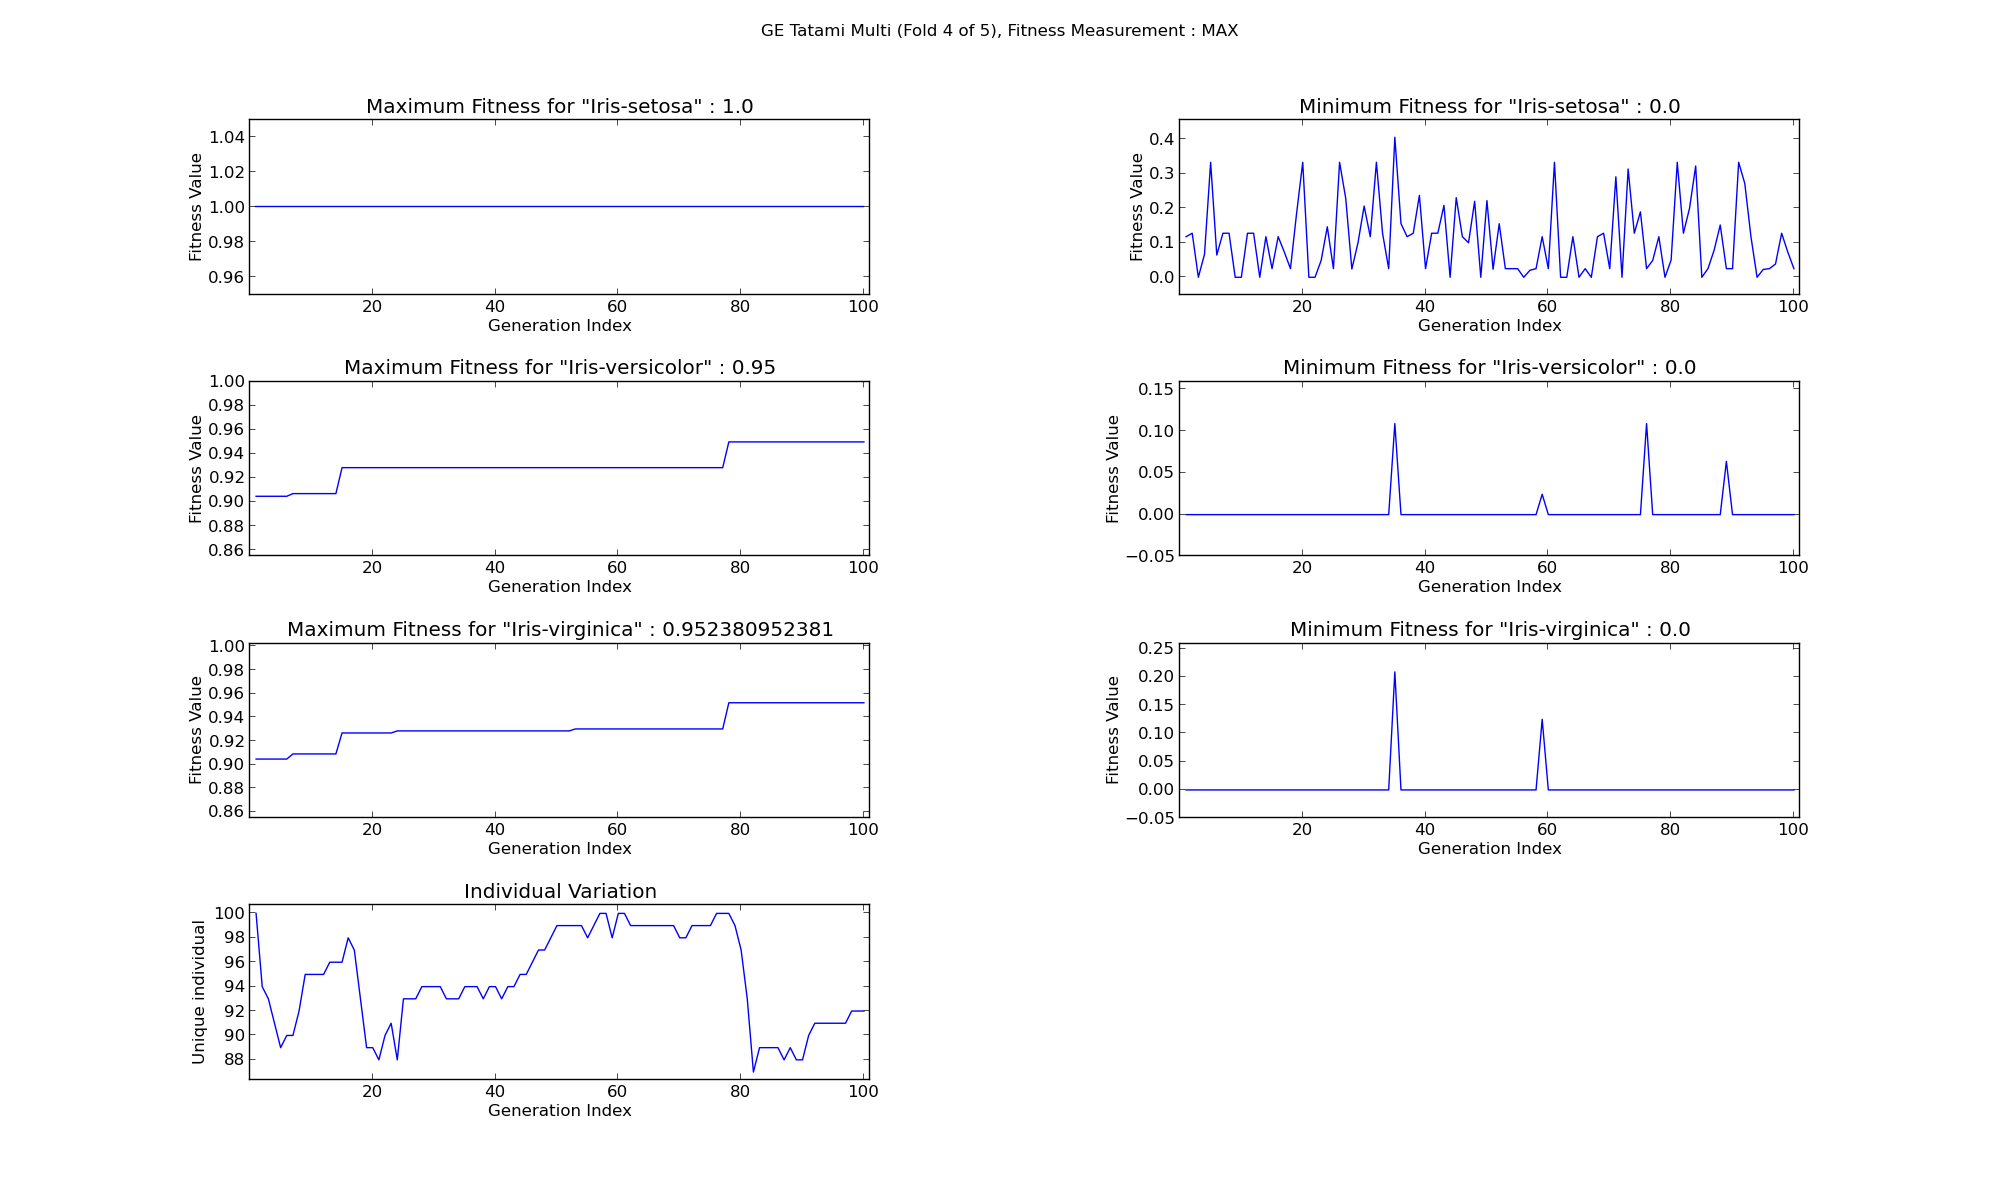 GE Tatami Multi (Fold 4 of 5), Fitness Measurement : MAX
Maximum Fitness for "Iris-setosa" : 1.0
Fitness Value
1.04
1.02
1.00
0.98
0.96
20 40 60 80 100
Generation Index
Minimum Fitness for "Iris-setosa" : 0.0
Fitness Value
0.4
0.3
0.2
0.1
0.0
20 40 60 80 100
Generation Index
Maximum Fitness for "Iris-versicolor" : 0.95
Fitness Value
1.00
0.98
0.96
0.94
0.92
0.90
0.88
0.86
20 40 60 80 100
Generation Index
Minimum Fitness for "Iris-versicolor" : 0.0
Fitness Value
0.15
0.10
0.05
0.00
−0.05
20 40 60 80 100
Generation Index
Maximum Fitness for "Iris-virginica" : 0.952380952381
Fitness Value
1.00
0.98
0.96
0.94
0.92
0.90
0.88
0.86
20 40 60 80 100
Generation Index
Minimum Fitness for "Iris-virginica" : 0.0
Fitness Value
0.25
0.20
0.15
0.10
0.05
0.00
−0.05
20 40 60 80 100
Generation Index
Individual Variation
Unique individual
100
98
96
94
92
90
88
20 40 60 80 100
Generation Index